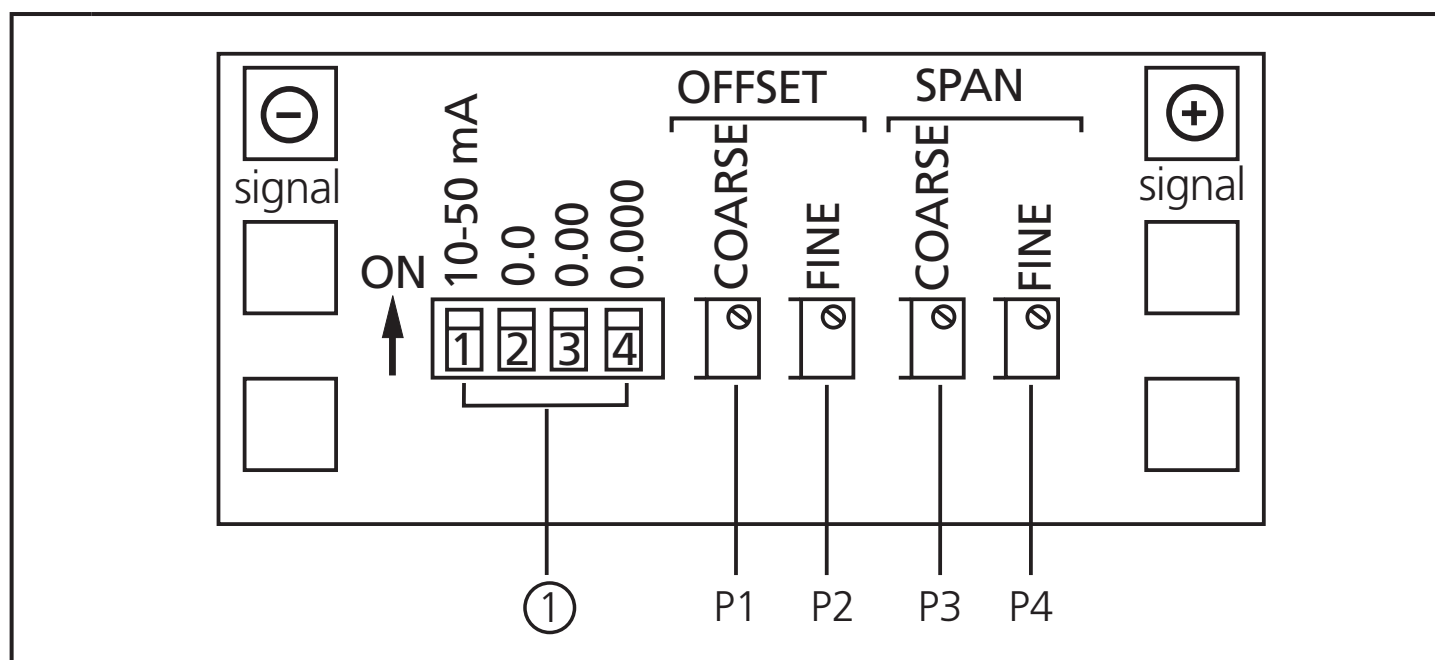 OFFSET SPAN
− +
signal signal
10-50 mA
0.0
0.00
0.000
COARSE
FINE
COARSE
FINE
ON
1 2 3 4
1 P1 P2 P3 P4